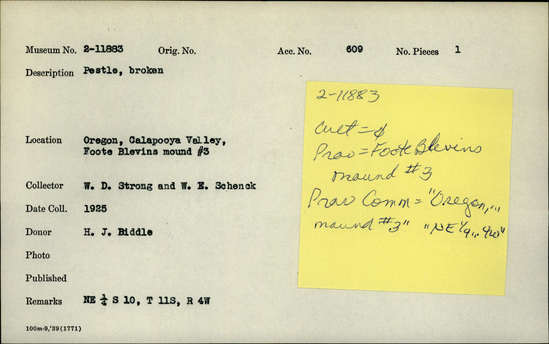 Museum No. 2-11883 Orig. No. Acc. No. 609 No. Pieces 1
Description Pestle, broken
Location Oregon, Calapooya Valley,
Foote Blevins mound #3
Collector W. D. Strong and W. E. Schenck
Date Coll. 1925
Donor H. J. Biddle
Photo
Published
Remarks NE ¼ S 10, T 11S, R 4W
100m-9,'39(1771)
2-11883
Cult = ø
Prov = Foote Blevins
mound #3
Prov Comm = "Oregon,...
mound #3" "NE ¼... 4W"